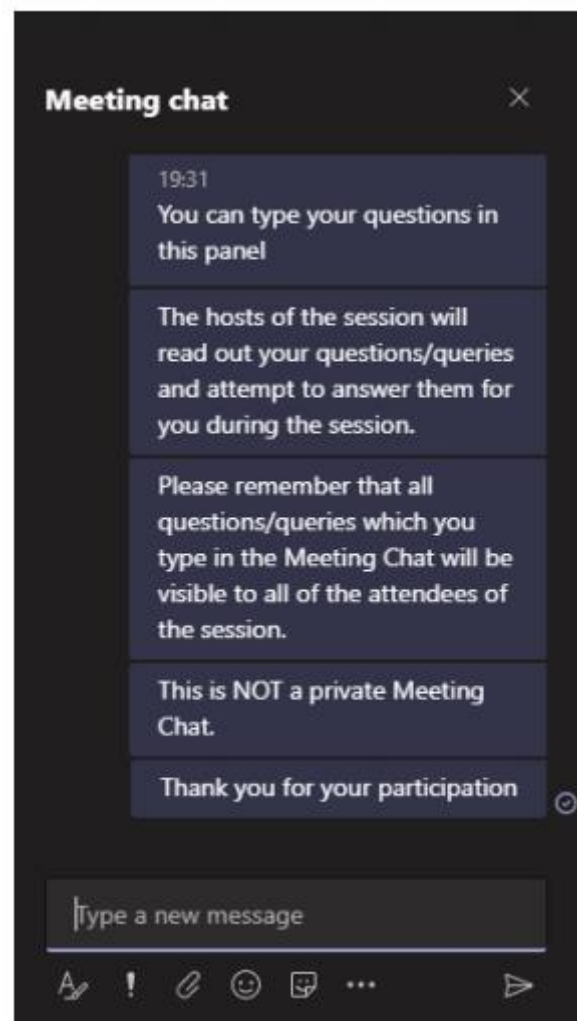 Meeting chat
19:31
You can type your questions in
this panel
The hosts of the session will
read out your questions/queries
and attempt to answer them for
you during the session.
Please remember that all
questions/queries which you
type in the Meeting Chat will be
visible to all of the attendees of
the session.
This is NOT a private Meeting
Chat.
Thank you for your participation
Type a new message